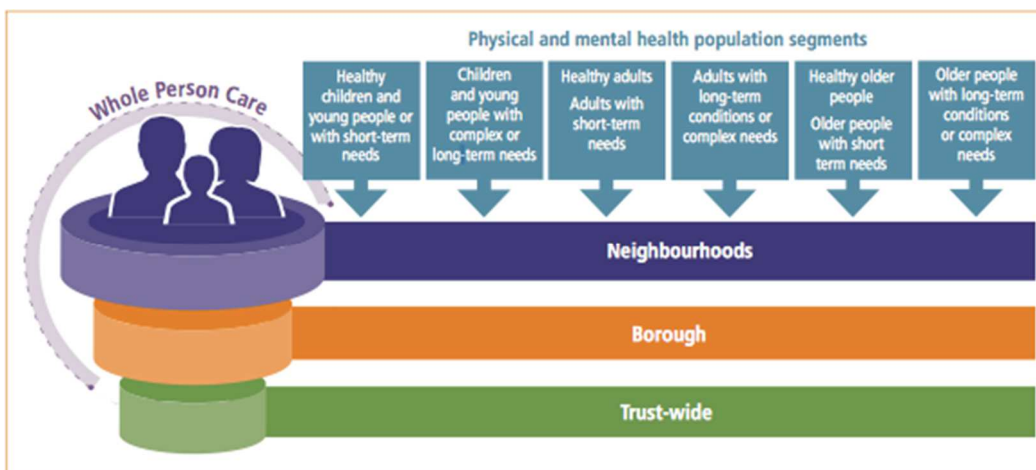 Physical and mental health population segments
Whole Person Care
Healthy
children and
young people or
with short-term
needs
Children
and young
people with
complex or
long-term needs
Healthy adults
Adults with
short-term
needs
Adults with
long-term
conditions or
complex needs
Healthy older
people
Older people
with short
term needs
Older people
with long-term
conditions
or complex
needs
Neighbourhoods
Borough
Trust-wide